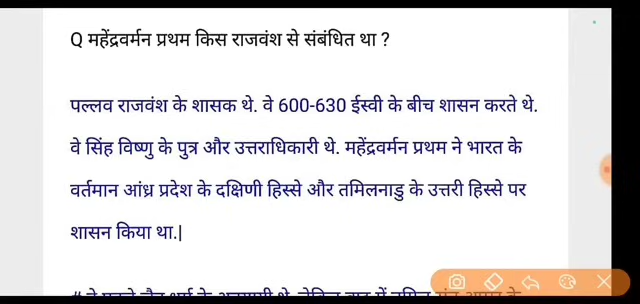 Q महेंद्रवर्मन प्रथम किस राजवंश से संबंधित था ?
पल्लव राजवंश के शासक थे. वे 600-630 ईस्वी के बीच शासन करते थे.
वे सिंह विष्णु के पुत्र और उत्तराधिकारी थे. महेंद्रवर्मन प्रथम ने भारत के
वर्तमान आंध्र प्रदेश के दक्षिणी हिस्से और तमिलनाडु के उत्तरी हिस्से पर
शासन किया था.